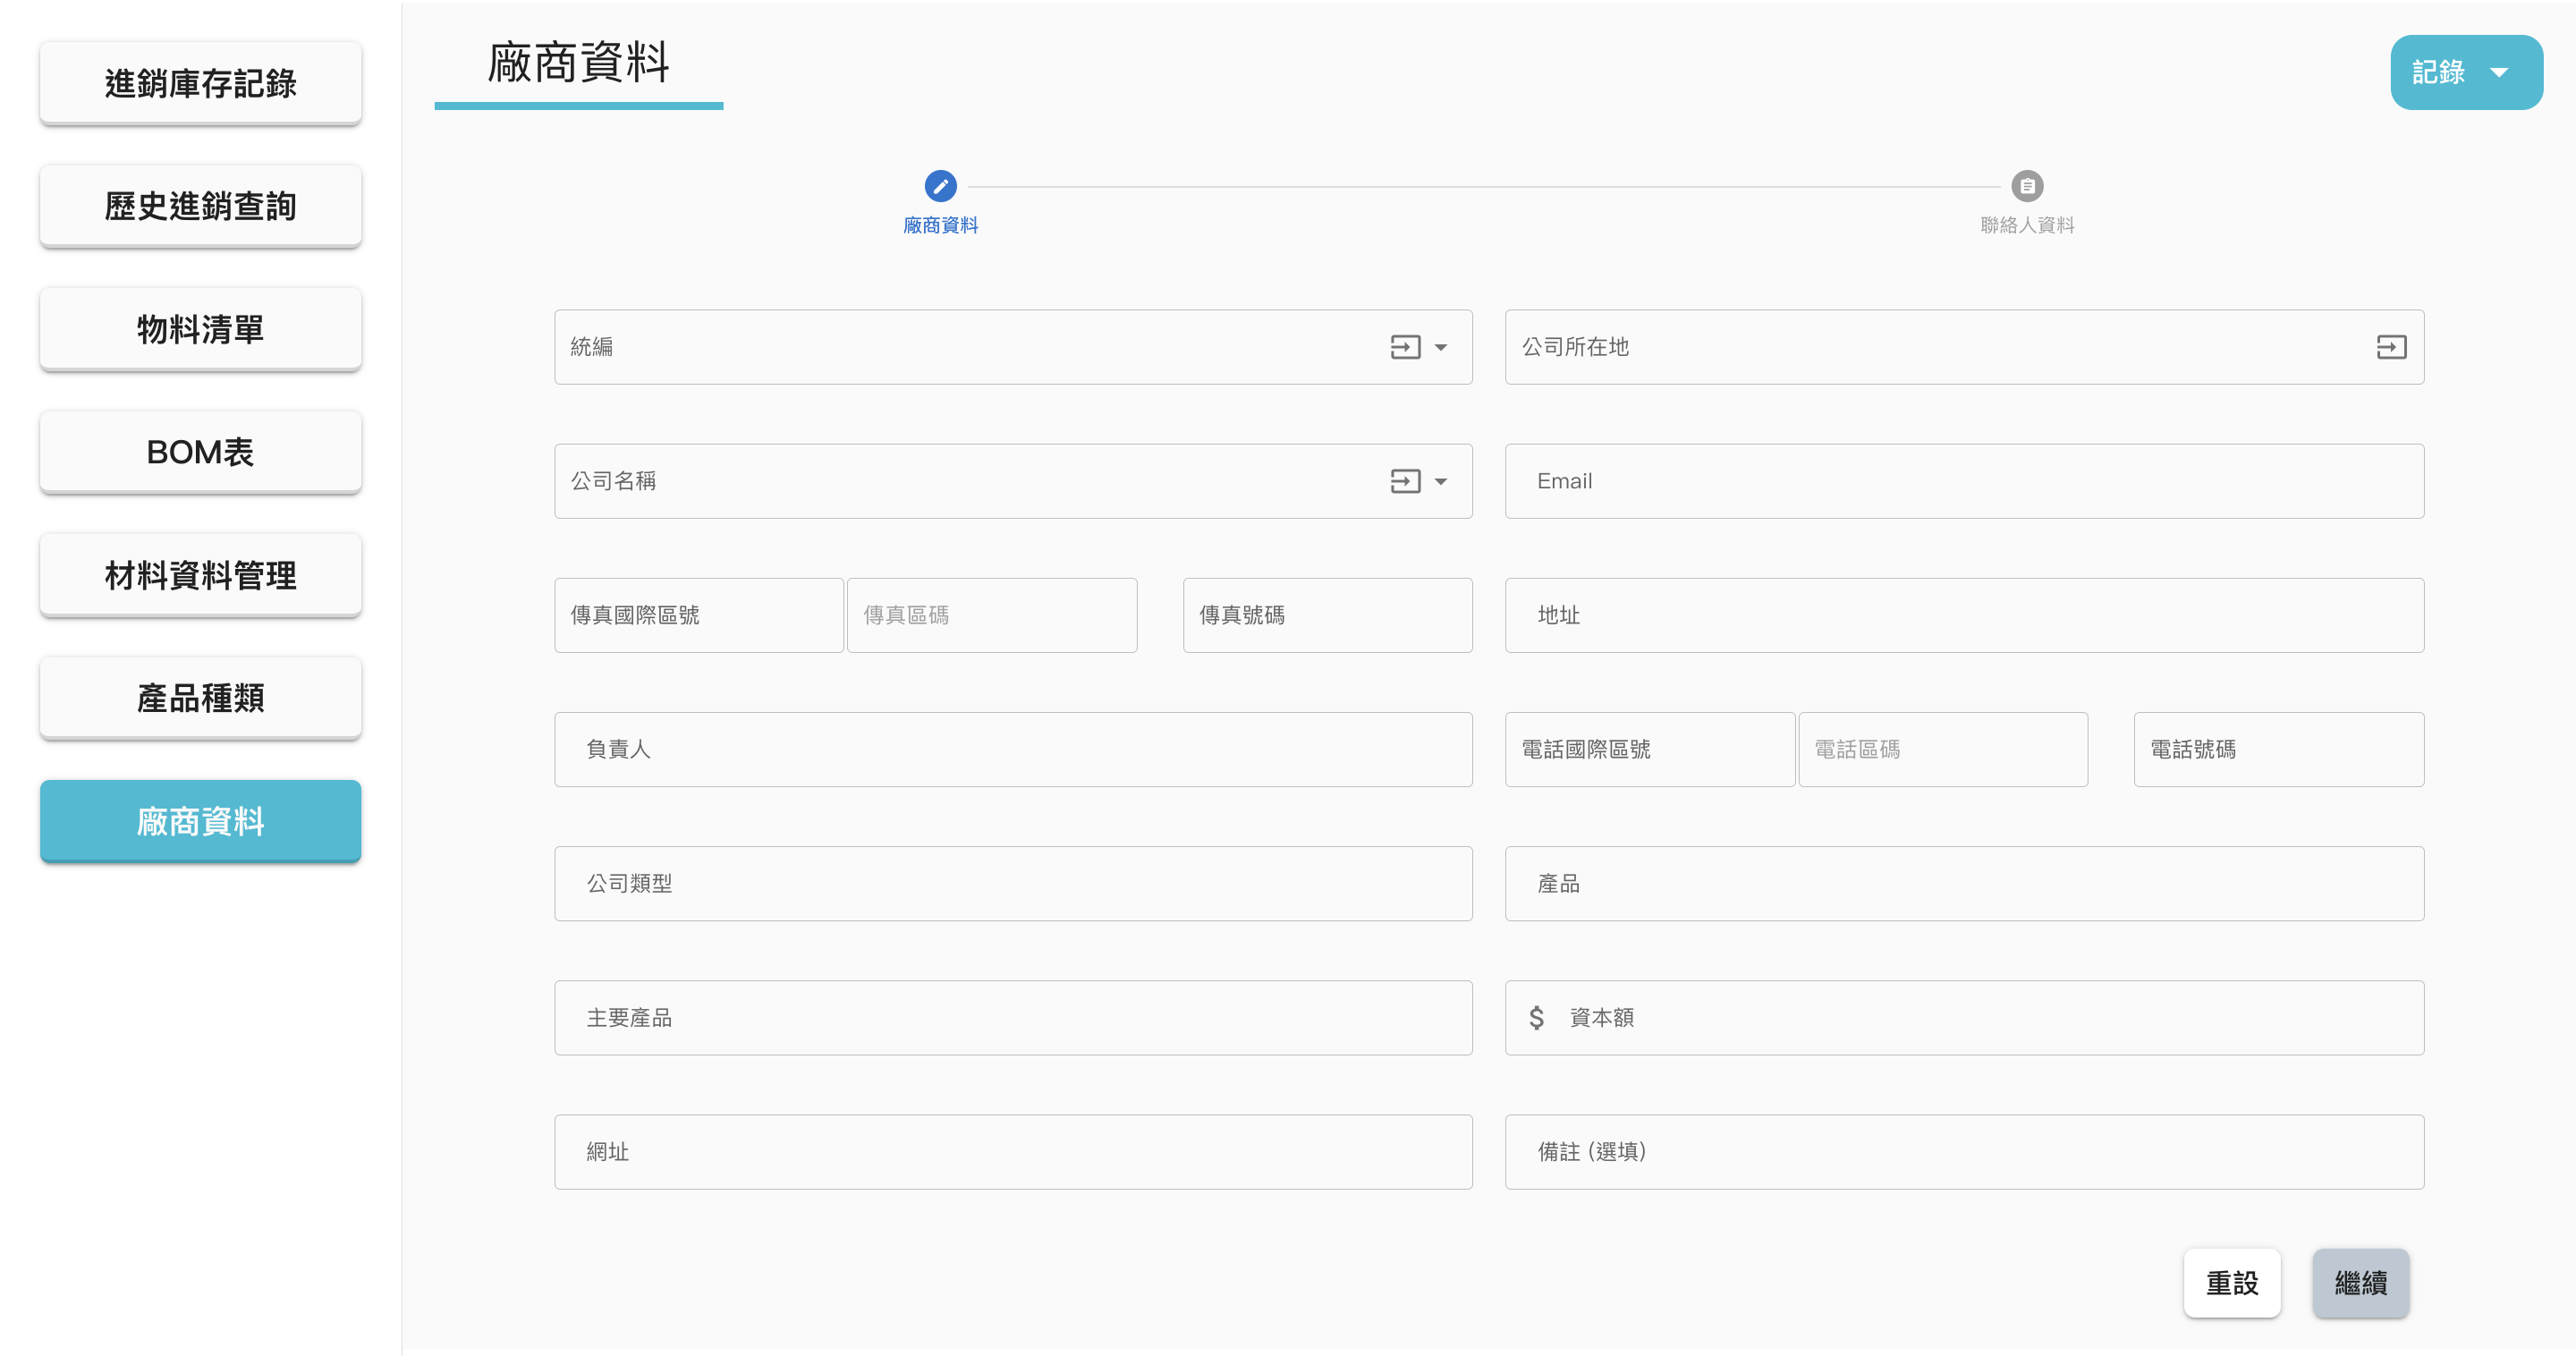 進銷庫存記錄
歷史進銷查詢
物料清單
BOM表
材料資料管理
產品種類
廠商資料
廠商資料
記錄
廠商資料
聯絡人資料
統編
公司所在地
公司名稱
Email
傳真國際區號
傳真區碼
傳真號碼
地址
負責人
電話國際區號
電話區碼
電話號碼
公司類型
產品
主要產品
$ 資本額
網址
備註 (選填)
重設
繼續